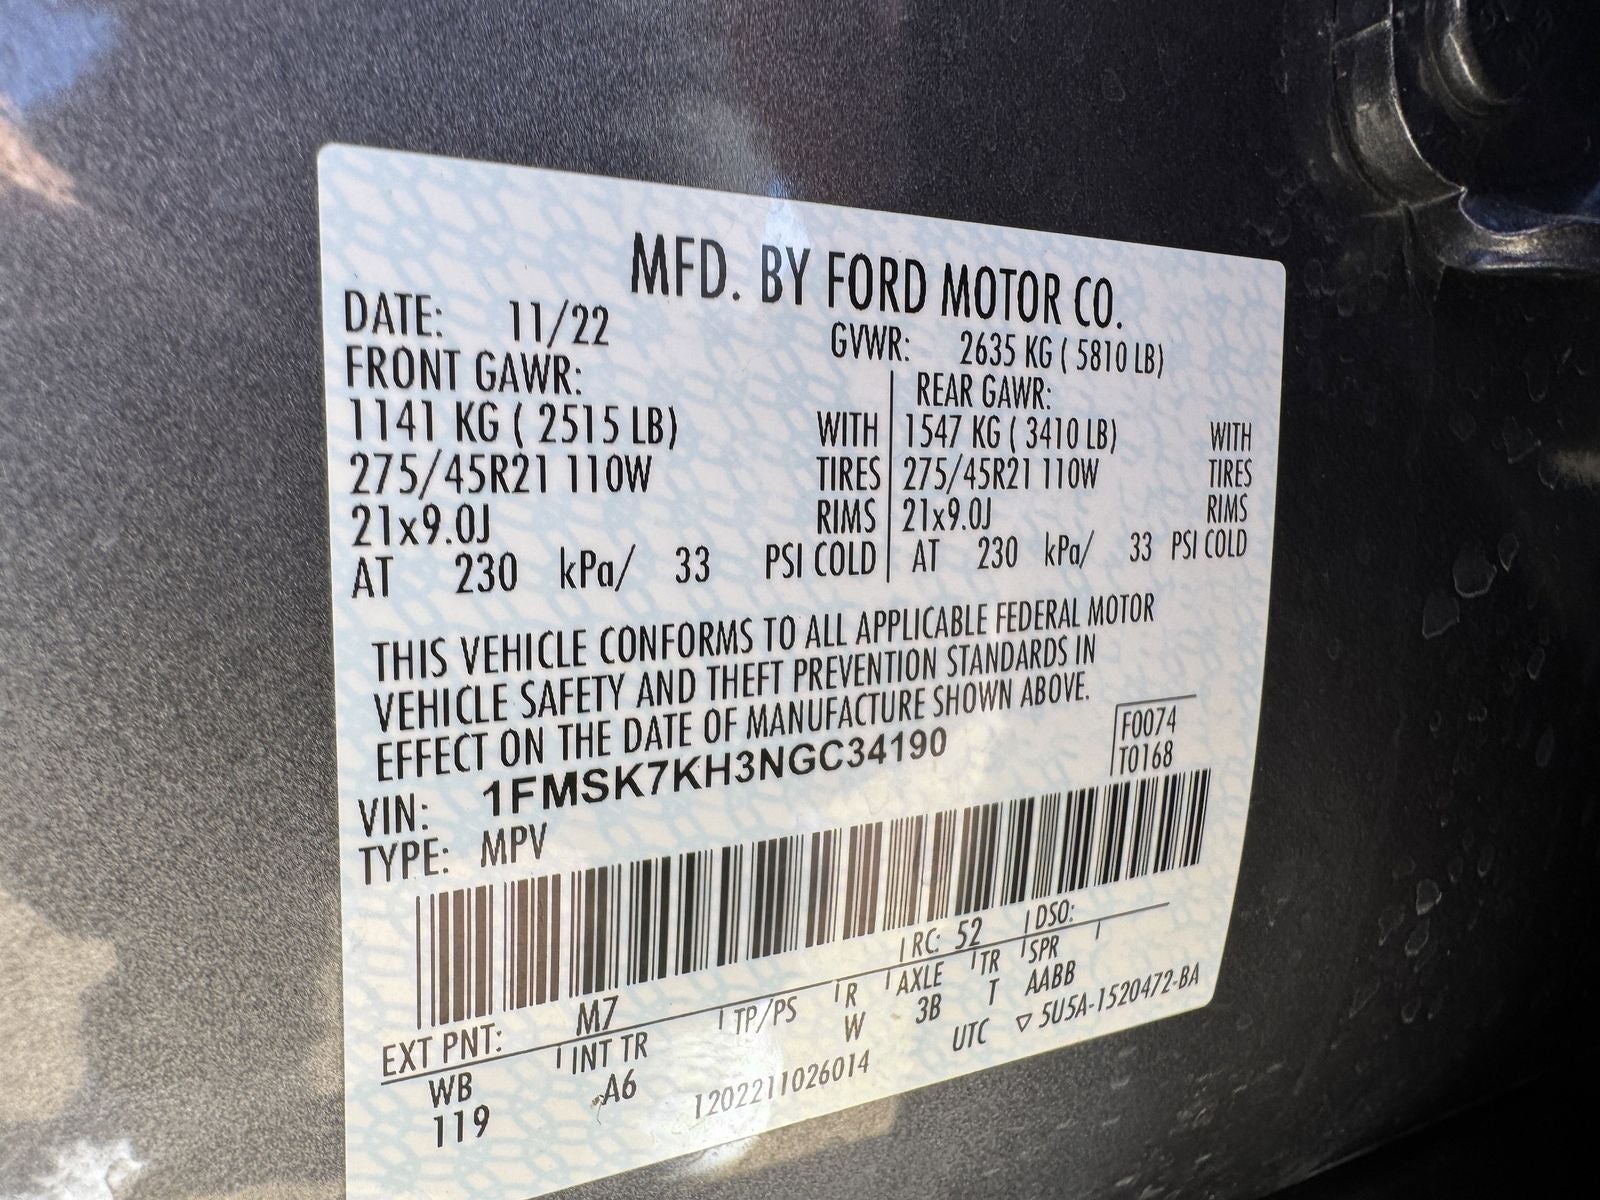 MFD. BY FORD MOTOR CO.
DATE: 11/22 GVWR: 2635 KG ( 5810 LB)
FRONT GAWR: REAR GAWR:
1141 KG ( 2515 LB) WITH 1547 KG ( 3410 LB) WITH
275/45R21 110W TIRES 275/45R21 110W TIRES
21x9.0J RIMS 21x9.0J RIMS
AT 230 kPa/ 33 PSI COLD AT 230 kPa/ 33 PSI COLD
THIS VEHICLE CONFORMS TO ALL APPLICABLE FEDERAL MOTOR
VEHICLE SAFETY AND THEFT PREVENTION STANDARDS IN
EFFECT ON THE DATE OF MANUFACTURE SHOWN ABOVE.
VIN: 1FMSK7KH3NGC34190 F0074
TYPE: MPV T0168
EXT PNT: M7 RC: 52 DSO:
WB INT TR TP/PS R AXLE TR SPR
119 A6 W 3B T AABB
1202211026014 UTC ▽ 5U5A-1520472-BA